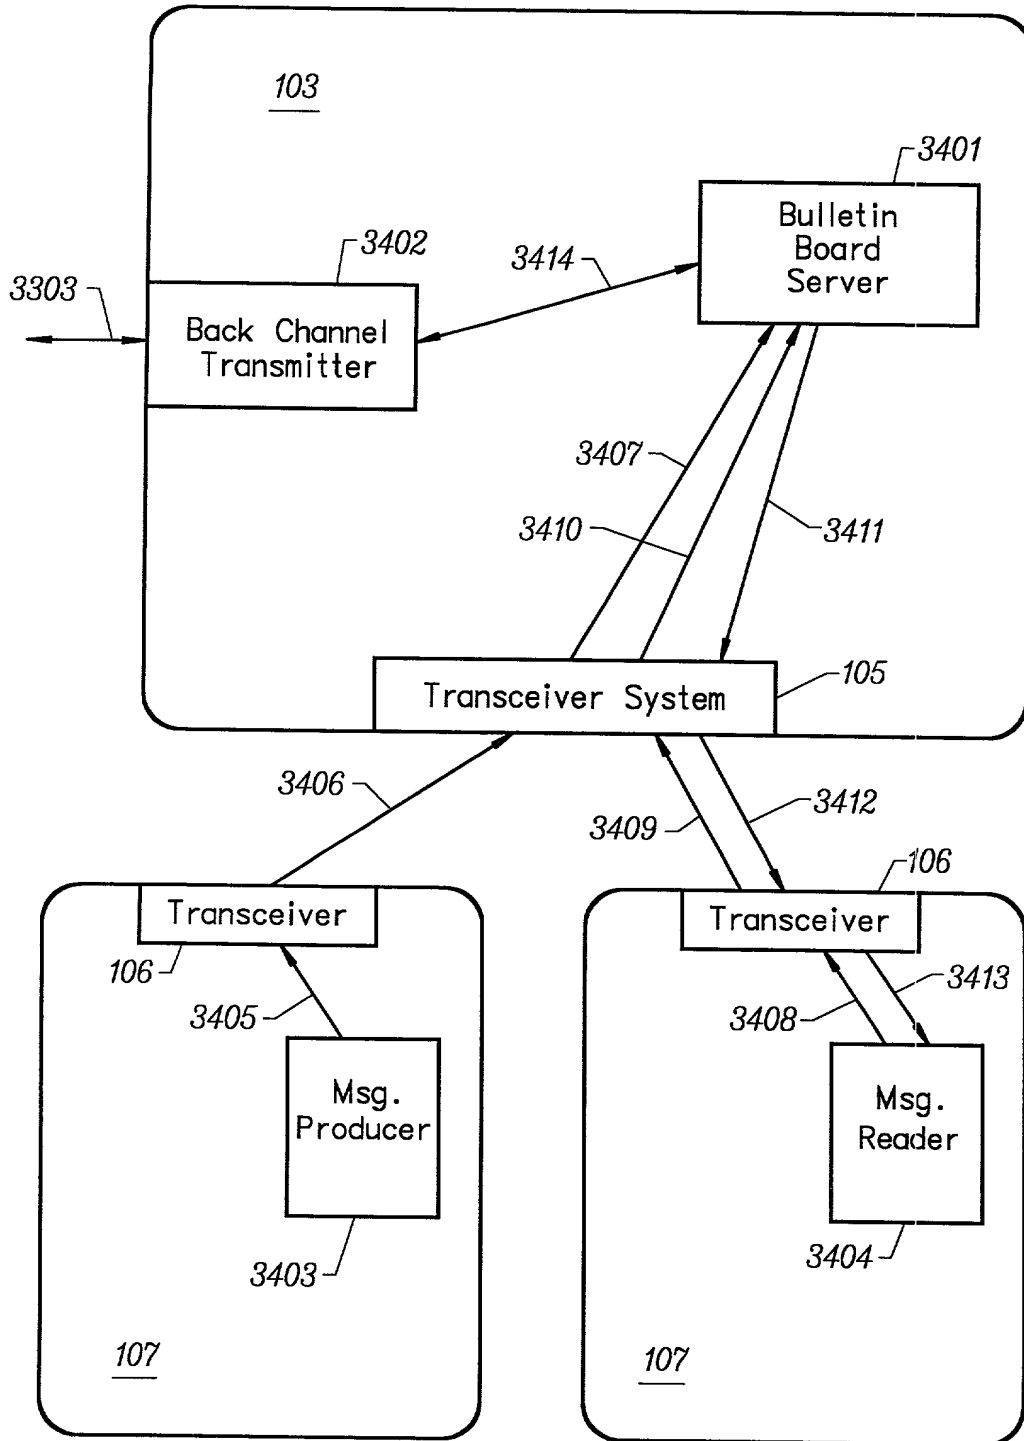 103
3401
Bulletin
Board
Server
3402
3414
3303
Back Channel
Transmitter
3407
3410
3411
Transceiver System
105
3406
3409
3412
106
Transceiver
Transceiver
106
3405
3408
3413
Msg.
Producer
Msg.
Reader
3403
3404
107
107